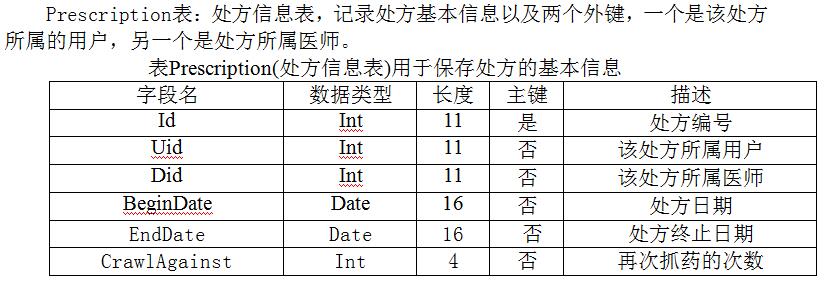 Prescription表：处方信息表，记录处方基本信息以及两个外键，一个是该处方
所属的用户，另一个是处方所属医师。
表Prescription(处方信息表)用于保存处方的基本信息
字段名 数据类型 长度 主键 描述
Id Int 11 是 处方编号
Uid Int 11 否 该处方所属用户
Did Int 11 否 该处方所属医师
BeginDate Date 16 否 处方日期
EndDate Date 16 否 处方终止日期
CrawlAgainst Int 4 否 再次抓药的次数